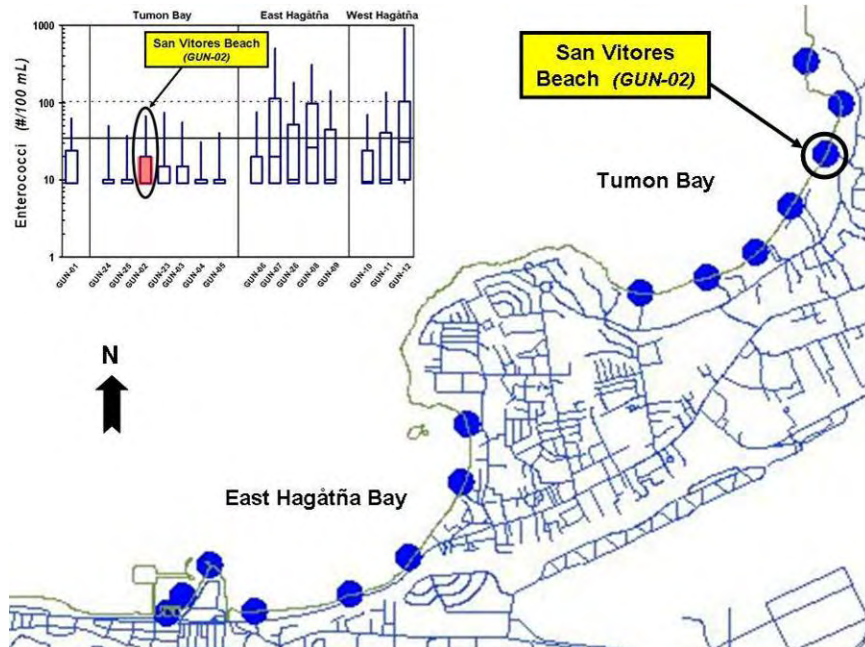 Tumon Bay East Hagåtña West Hagåtña
1000
100
10
1
Enterococci (#/100 mL)
San Vitores Beach
(GUN-02)
GUN-01
GUN-24
GUN-25
GUN-02
GUN-23
GUN-03
GUN-04
GUN-05
GUN-06
GUN-07
GUN-26
GUN-08
GUN-09
GUN-10
GUN-11
GUN-12
San Vitores
Beach (GUN-02)
Tumon Bay
N
East Hagåtña Bay